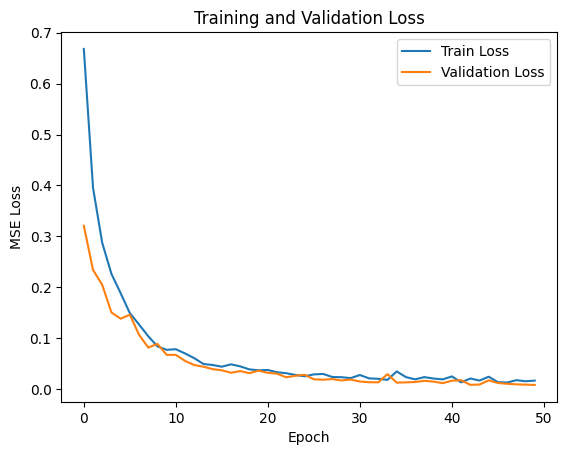 Training and Validation Loss
Train Loss
Validation Loss
0.7
0.6
0.5
0.4
0.3
0.2
0.1
0.0
MSE Loss
0 10 20 30 40 50
Epoch